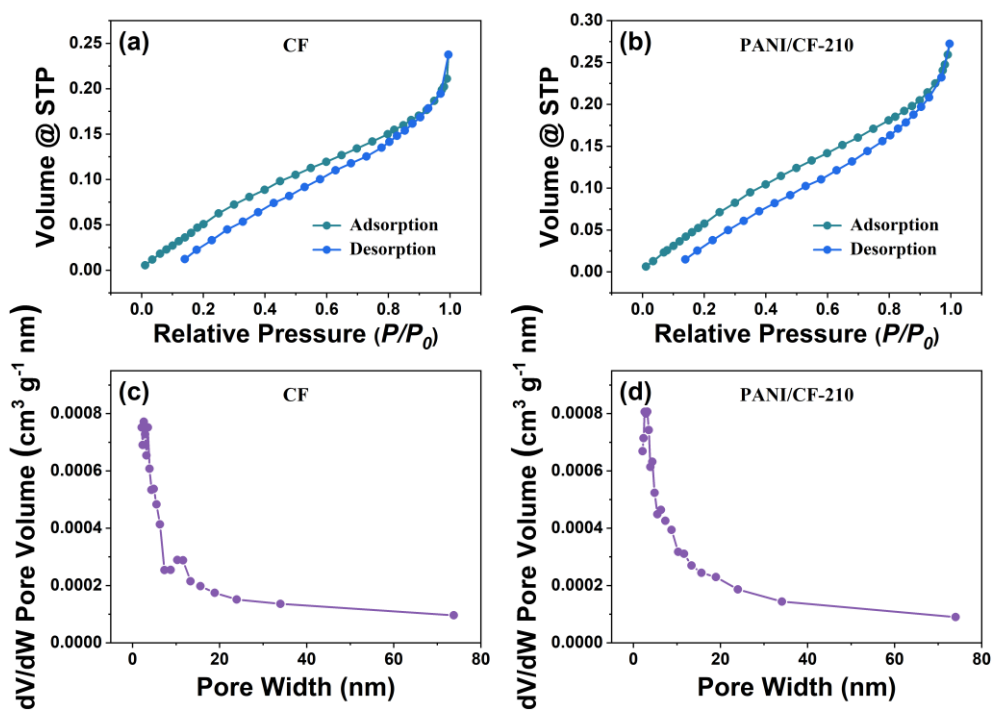 (a)
CF
Volume @ STP
0.25
0.20
0.15
0.10
0.05
0.00
Adsorption
Desorption
0.0 0.2 0.4 0.6 0.8 1.0
Relative Pressure (P/P0)
(b)
PANI/CF-210
Volume @ STP
0.30
0.25
0.20
0.15
0.10
0.05
0.00
Adsorption
Desorption
0.0 0.2 0.4 0.6 0.8 1.0
Relative Pressure (P/P0)
(c)
CF
dV/dW Pore Volume (cm³ g⁻¹ nm)
0.0008
0.0006
0.0004
0.0002
0.0000
0 20 40 60 80
Pore Width (nm)
(d)
PANI/CF-210
dV/dW Pore Volume (cm³ g⁻¹ nm)
0.0008
0.0006
0.0004
0.0002
0.0000
0 20 40 60 80
Pore Width (nm)